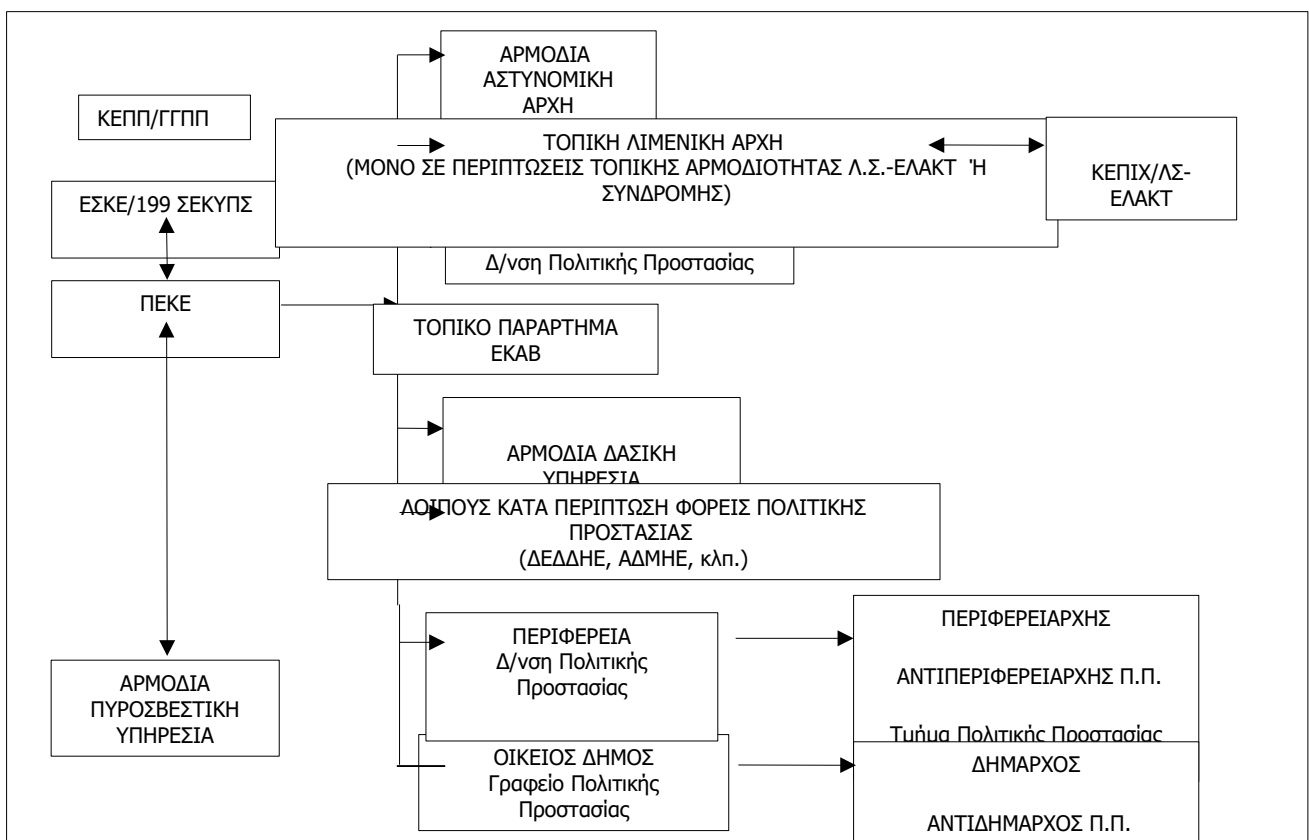 ΑΡΜΟΔΙΑ
ΑΣΤΥΝΟΜΙΚΗ
ΑΡΧΗ
ΚΕΠΠ/ΓΓΠΠ
ΤΟΠΙΚΗ ΛΙΜΕΝΙΚΗ ΑΡΧΗ
(ΜΟΝΟ ΣΕ ΠΕΡΙΠΤΩΣΕΙΣ ΤΟΠΙΚΗΣ ΑΡΜΟΔΙΟΤΗΤΑΣ Λ.Σ.-ΕΛΑΚΤ Ή
ΣΥΝΔΡΟΜΗΣ)
ΚΕΠΙΧ/ΛΣ-
ΕΛΑΚΤ
ΕΣΚΕ/199 ΣΕΚΥΠΣ
Δ/νση Πολιτικής Προστασίας
ΠΕΚΕ
ΤΟΠΙΚΟ ΠΑΡΑΡΤΗΜΑ
ΕΚΑΒ
ΑΡΜΟΔΙΑ ΔΑΣΙΚΗ
ΥΠΗΡΕΣΙΑ
ΛΟΙΠΟΥΣ ΚΑΤΑ ΠΕΡΙΠΤΩΣΗ ΦΟΡΕΙΣ ΠΟΛΙΤΙΚΗΣ
ΠΡΟΣΤΑΣΙΑΣ
(ΔΕΔΔΗΕ, ΑΔΜΗΕ, κλπ.)
ΑΡΜΟΔΙΑ
ΠΥΡΟΣΒΕΣΤΙΚΗ
ΥΠΗΡΕΣΙΑ
ΠΕΡΙΦΕΡΕΙΑ
Δ/νση Πολιτικής
Προστασίας
ΠΕΡΙΦΕΡΕΙΑΡΧΗΣ
ΑΝΤΙΠΕΡΙΦΕΡΕΙΑΡΧΗΣ Π.Π.
Τμήμα Πολιτικής Προστασίας
ΟΙΚΕΙΟΣ ΔΗΜΟΣ
Γραφείο Πολιτικής
Προστασίας
ΔΗΜΑΡΧΟΣ
ΑΝΤΙΔΗΜΑΡΧΟΣ Π.Π.